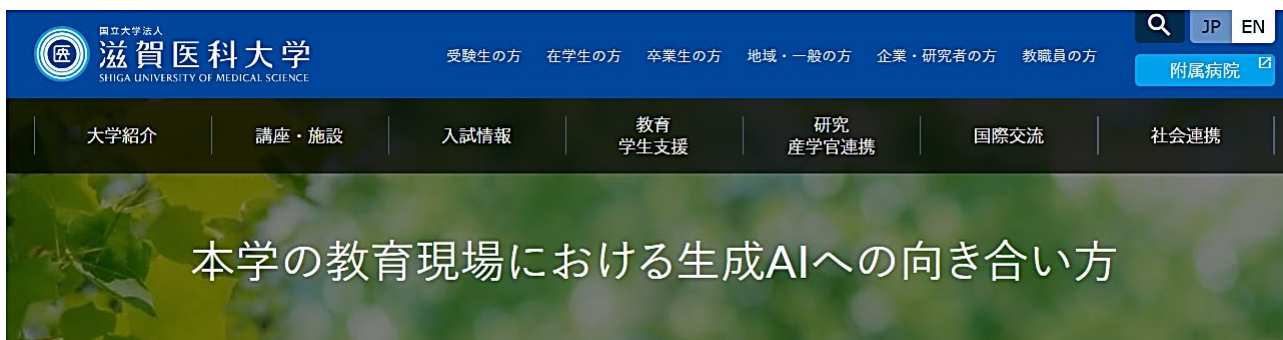 国立大学法人
滋賀医科大学
SHIGA UNIVERSITY OF MEDICAL SCIENCE
医
受験生の方 在学生の方 卒業生の方 地域・一般の方 企業・研究者の方 教職員の方
JP EN
附属病院
大学紹介 講座・施設 入試情報 教育 研究 国際交流 社会連携
学生支援 産学官連携
本学の教育現場における生成AIへの向き合い方